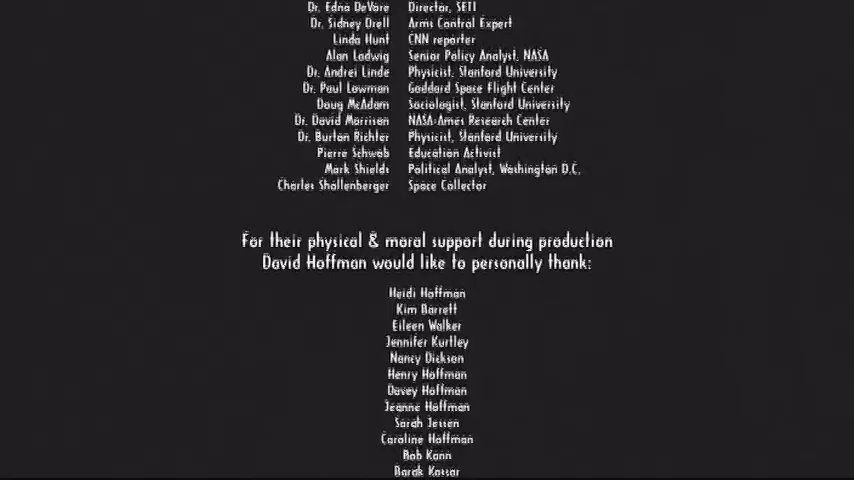 Dr. Edna DeVore Director, SETI
Dr. Sidney Drell Arms Control Expert
Linda Hunt CNN reporter
Alan Ladwig Senior Policy Analyst, NASA
Dr. Andrei Linde Physicist, Stanford University
Dr. Paul Lowman Goddard Space Flight Center
Doug McAdam Sociologist, Stanford University
Dr. David Morrison NASA-Ames Research Center
Dr. Burton Richter Physicist, Stanford University
Pierre Schwob Education Activist
Mark Shields Political Analyst, Washington D.C.
Charles Shallenberger Space Collector
For their physical & moral support during production
David Hoffman would like to personally thank:
Heidi Hoffman
Kim Barrett
Eileen Walker
Jennifer Kurtley
Nancy Dickson
Henry Hoffman
Davey Hoffman
Jeanne Hoffman
Sarah Jessen
Caroline Hoffman
Bob Kann
Barak Kassar